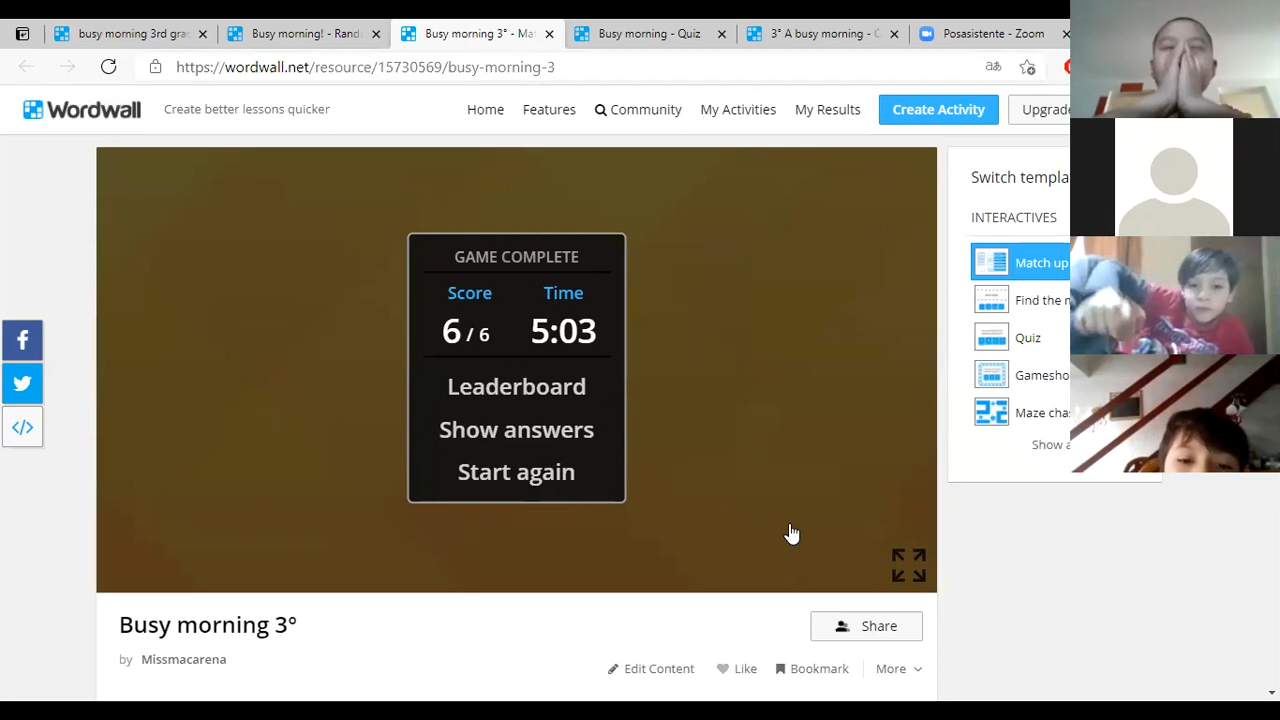 busy morning 3rd gra
Busy morning! - Rand
Busy morning 3° - Mat
Busy morning - Quiz
3° A busy morning - C
Posasistente - Zoom
https://wordwall.net/resource/15730569/busy-morning-3
Wordwall
Create better lessons quicker
Home
Features
Community
My Activities
My Results
Create Activity
Upgrade
GAME COMPLETE
Score
Time
6 / 6
5:03
Leaderboard
Show answers
Start again
Switch templa
INTERACTIVES
Match up
Find the m
Quiz
Gamesho
Maze cha
Show a
Busy morning 3°
by Missmacarena
Share
Edit Content
Like
Bookmark
More